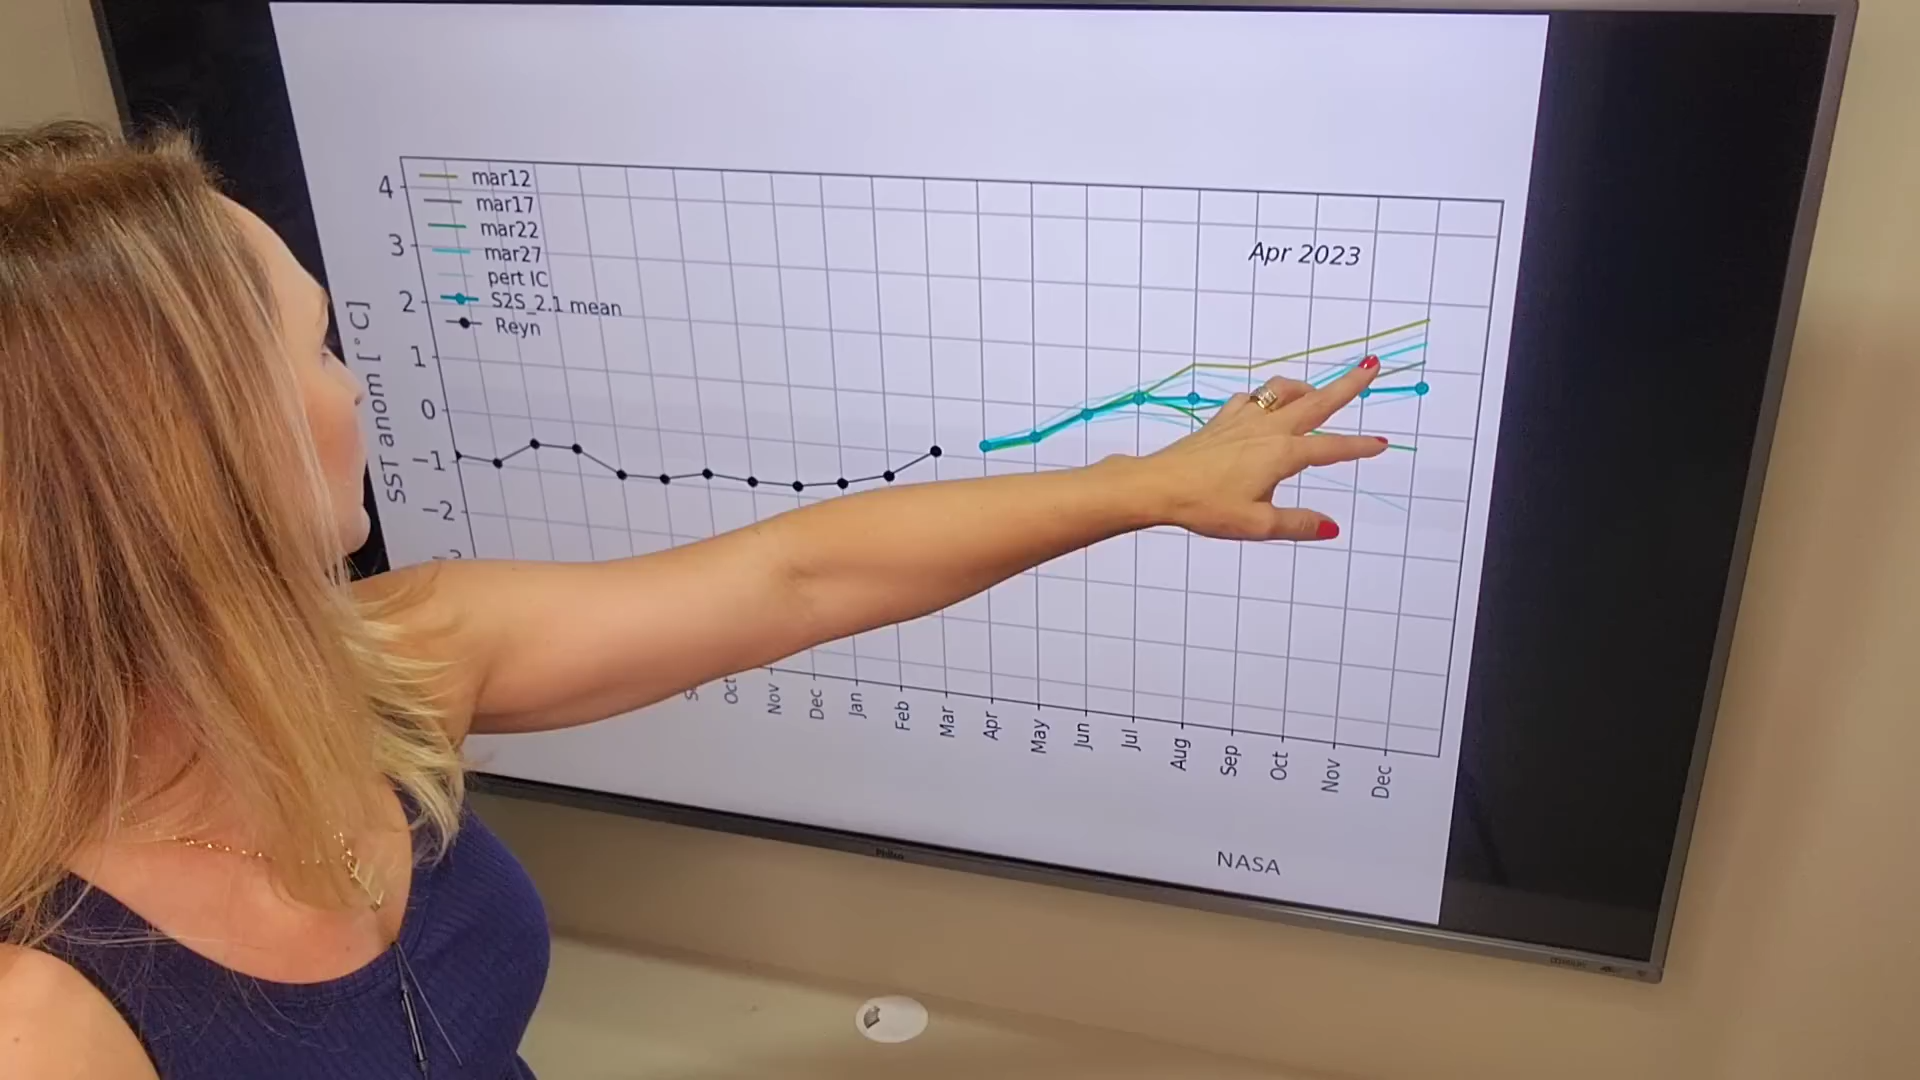 4
3
2
1
0
−1
−2
SST anom [°C]
mar12
mar17
mar22
mar27
pert IC
S2S_2.1 mean
Reyn
Apr 2023
Oct
Nov
Dec
Jan
Feb
Mar
Apr
May
Jun
Jul
Aug
Sep
Oct
Nov
Dec
NASA
Philco